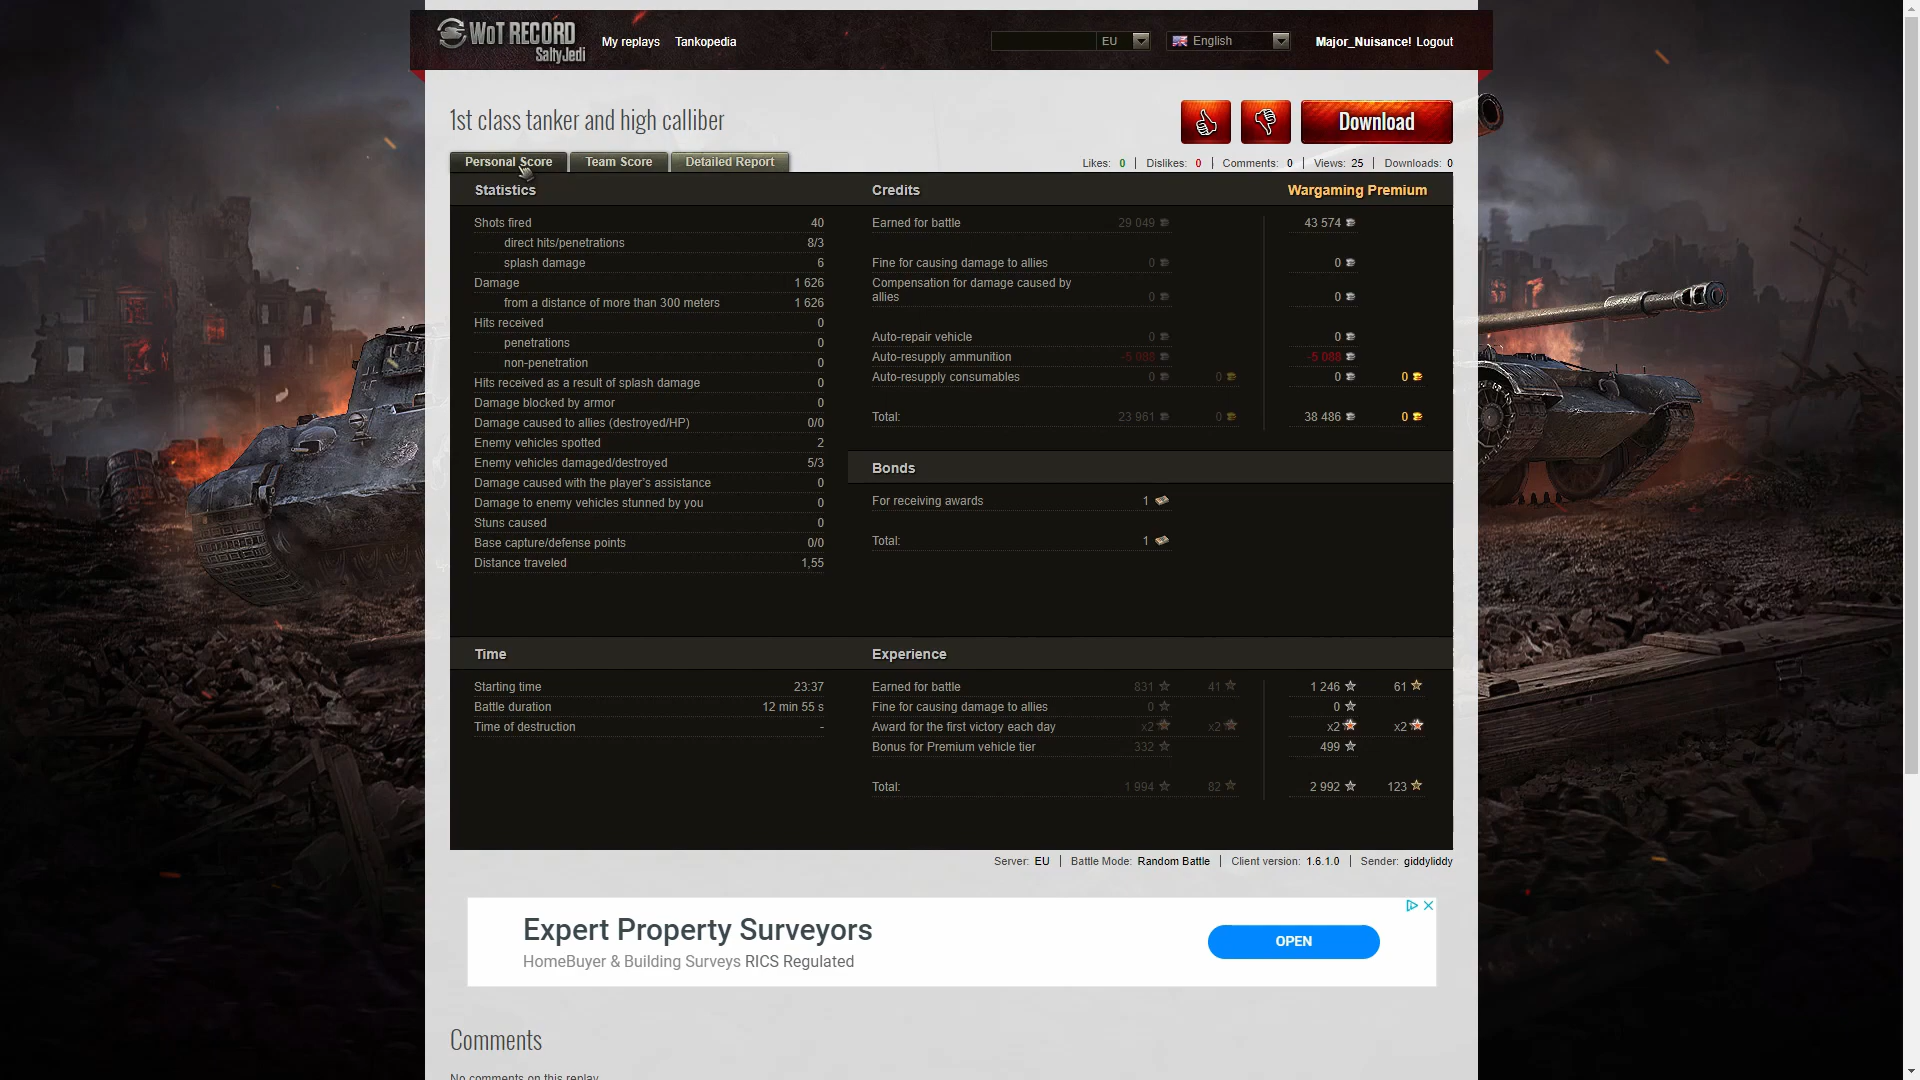 WoT RECORD
SaltyJedi
My replays Tankopedia
EU English Major_Nuisance! Logout
1st class tanker and high calliber
Download
Personal Score Team Score Detailed Report
Likes: 0 | Dislikes: 0 | Comments: 0 | Views: 25 | Downloads: 0
Statistics Credits Wargaming Premium
Shots fired 40 Earned for battle 29 049 43 574
direct hits/penetrations 8/3
splash damage 6 Fine for causing damage to allies 0 0
Damage 1 626 Compensation for damage caused by
allies 0 0
from a distance of more than 300 meters 1 626
Hits received 0
penetrations 0 Auto-repair vehicle 0 0
non-penetration 0 Auto-resupply ammunition -5 088 -5 088
Hits received as a result of splash damage 0 Auto-resupply consumables 0 0 0 0
Damage blocked by armor 0
Damage caused to allies (destroyed/HP) 0/0 Total: 23 961 0 38 486 0
Enemy vehicles spotted 2
Enemy vehicles damaged/destroyed 5/3 Bonds
Damage caused with the player's assistance 0
Damage to enemy vehicles stunned by you 0 For receiving awards 1
Stuns caused 0
Base capture/defense points 0/0 Total: 1
Distance traveled 1,55
Time Experience
Starting time 23:37 Earned for battle 831 41 1 246 61
Battle duration 12 min 55 s Fine for causing damage to allies 0 0
Time of destruction - Award for the first victory each day x2 x2 x2 x2
Bonus for Premium vehicle tier 332 499
Total: 1 994 82 2 992 123
Server: EU | Battle Mode: Random Battle | Client version: 1.6.1.0 | Sender: giddyliddy
Expert Property Surveyors
HomeBuyer & Building Surveys RICS Regulated
OPEN
Comments
No comments on this replay